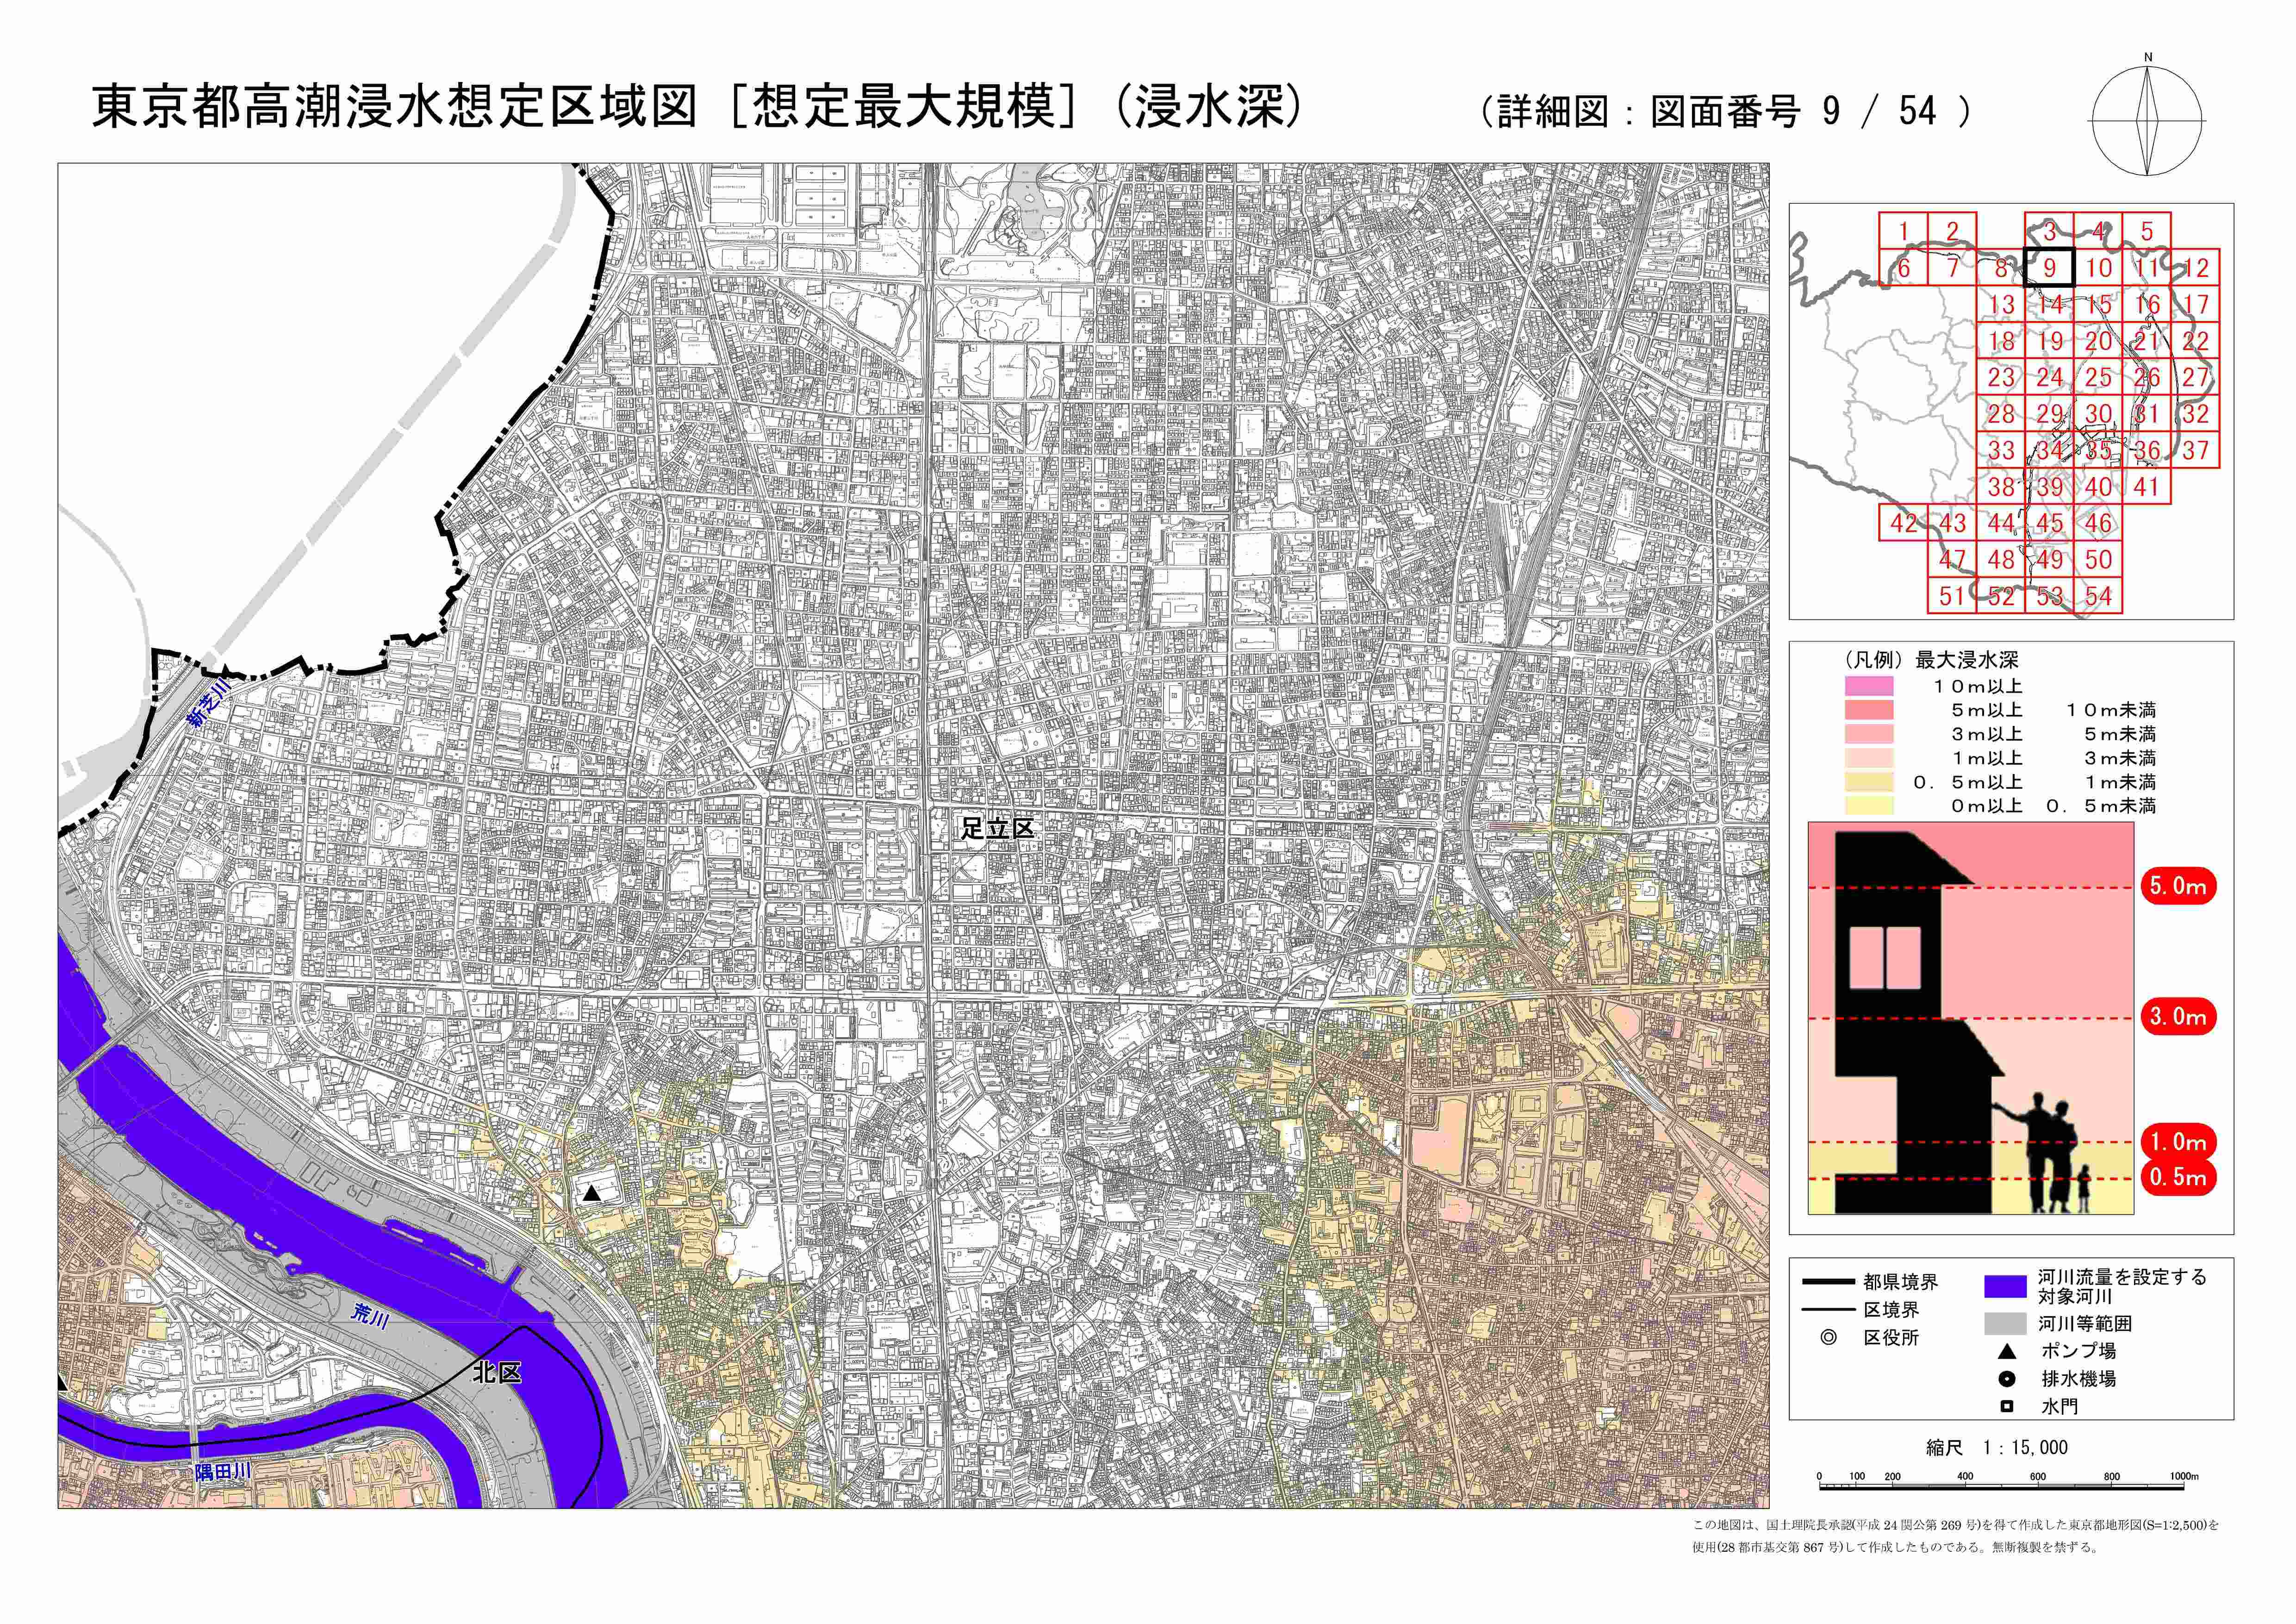 東京都高潮浸水想定区域図［想定最大規模］（浸水深）
（詳細図：図面番号 9 / 54 ）
N
1 2 3 4 5
6 7 8 9 10 11 12
13 14 15 16 17
18 19 20 21 22
23 24 25 26 27
28 29 30 31 32
33 34 35 36 37
38 39 40 41
42 43 44 45 46
47 48 49 50
51 52 53 54
新芝川
足立区
荒川
北区
隅田川
（凡例）最大浸水深
１０ｍ以上
５ｍ以上 １０ｍ未満
３ｍ以上 ５ｍ未満
１ｍ以上 ３ｍ未満
０．５ｍ以上 １ｍ未満
０ｍ以上 ０．５ｍ未満
5.0m
3.0m
1.0m
0.5m
都県境界
区境界
区役所
河川流量を設定する
対象河川
河川等範囲
ポンプ場
排水機場
水門
縮尺 1：15,000
0 100 200 400 600 800 1000m
この地図は、国土地理院長承認(平成 24 関公第 269 号)を得て作成した東京都地形図(S=1:2,500)を
使用(28 都市基交第 867 号)して作成したものである。無断複製を禁ずる。